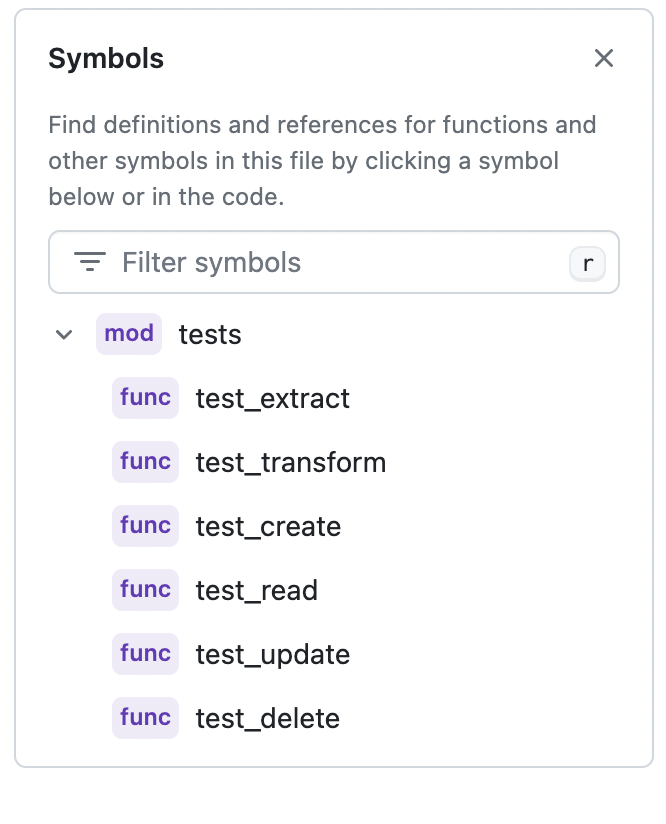 Symbols
Find definitions and references for functions and
other symbols in this file by clicking a symbol
below or in the code.
Filter symbols r
mod tests
func test_extract
func test_transform
func test_create
func test_read
func test_update
func test_delete